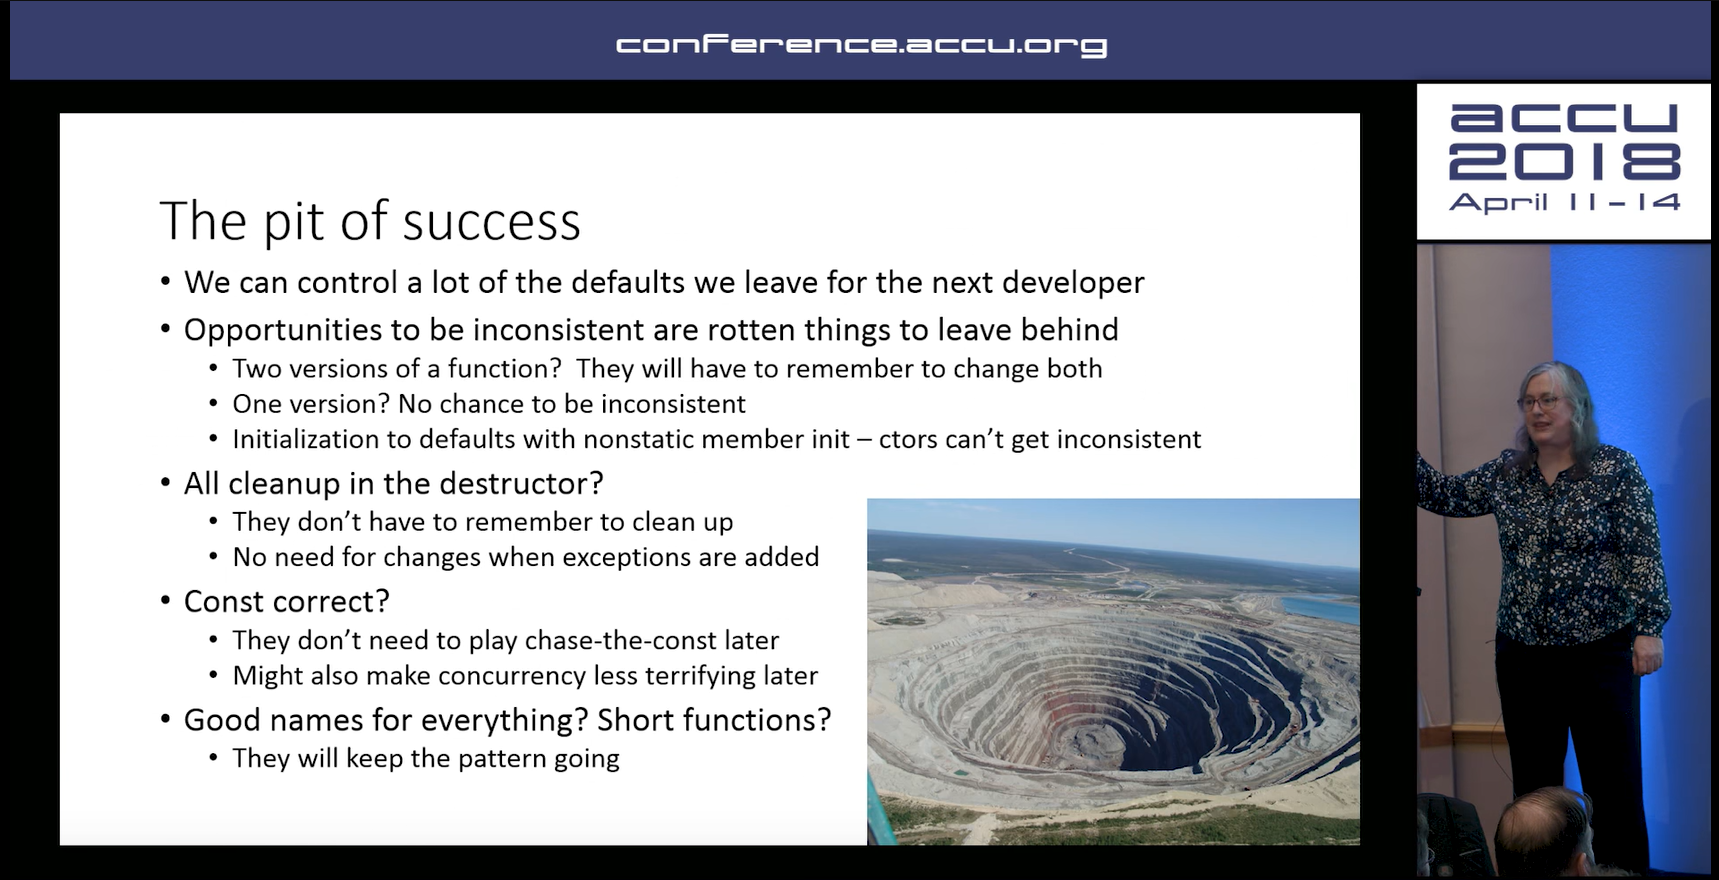 conference.accu.org
accu
2018
April 11-14
The pit of success
• We can control a lot of the defaults we leave for the next developer
• Opportunities to be inconsistent are rotten things to leave behind
• Two versions of a function?  They will have to remember to change both
• One version? No chance to be inconsistent
• Initialization to defaults with nonstatic member init – ctors can’t get inconsistent
• All cleanup in the destructor?
• They don’t have to remember to clean up
• No need for changes when exceptions are added
• Const correct?
• They don’t need to play chase-the-const later
• Might also make concurrency less terrifying later
• Good names for everything? Short functions?
• They will keep the pattern going